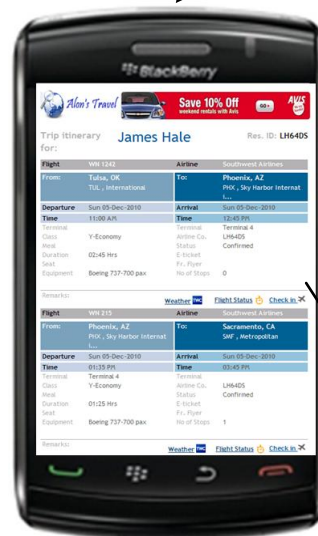 BlackBerry
Alon's Travel Save 10% Off GO AVIS
weekend rentals with Avis
Trip itinerary for: James Hale Res. ID: LH64DS
Flight WN 1242 Airline Southwest Airlines
From: Tulsa, OK To: Phoenix, AZ
TUL , International PHX , Sky Harbor Internat
i...
Departure Sun 05-Dec-2010 Arrival Sun 05-Dec-2010
Time 11:00 AM Time 12:45 PM
Terminal Terminal Terminal 4
Class Y-Economy Airline Co. LH64DS
Meal Status Confirmed
Duration 02:45 Hrs E-ticket
Seat Fr. Flyer
Equipment Boeing 737-700 pax No of Stops 0
Remarks:
Weather TWC Flight Status Check in
Flight WN 215 Airline Southwest Airlines
From: Phoenix, AZ To: Sacramento, CA
PHX , Sky Harbor Internat SMF , Metropolitan
i...
Departure Sun 05-Dec-2010 Arrival Sun 05-Dec-2010
Time 01:35 PM Time 03:45 PM
Terminal Terminal 4 Terminal
Class Y-Economy Airline Co. LH64DS
Meal Status Confirmed
Duration 01:25 Hrs E-ticket
Seat Fr. Flyer
Equipment Boeing 737-700 pax No of Stops 1
Remarks:
Weather TWC Flight Status Check in